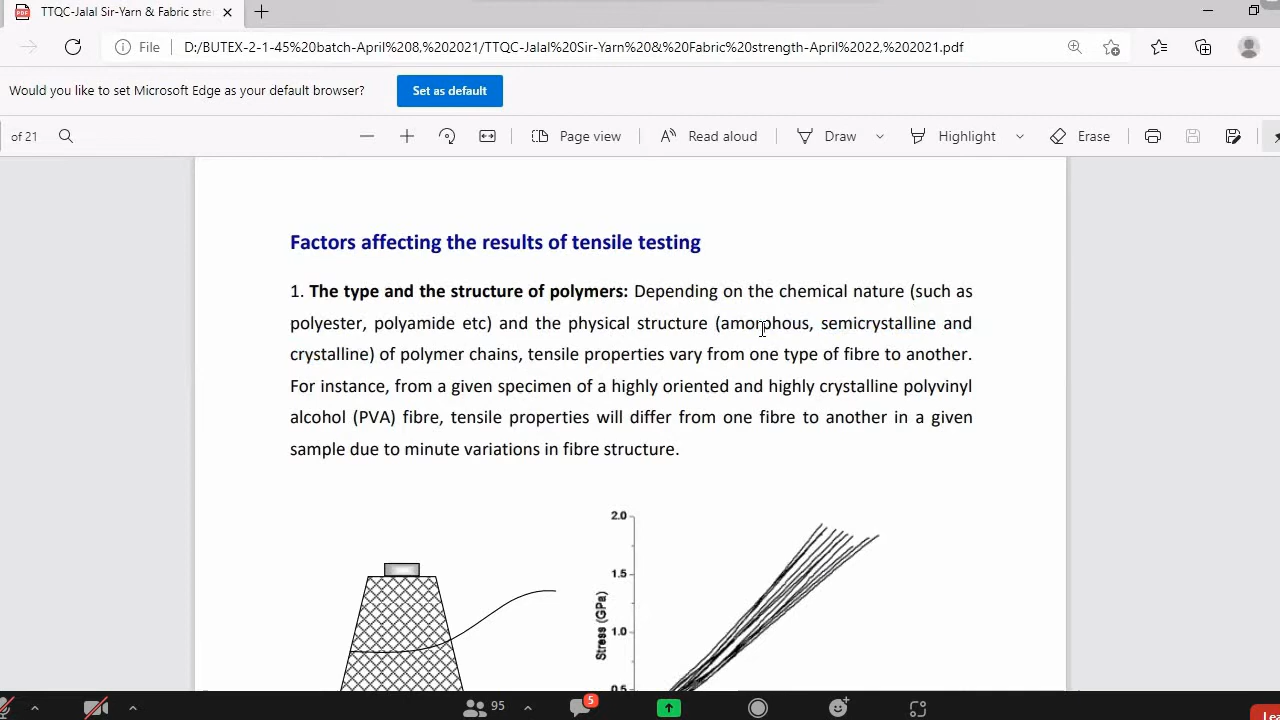 TTQC-Jalal Sir-Yarn & Fabric stre
File D:/BUTEX-2-1-45%20batch-April%208,%202021/TTQC-Jalal%20Sir-Yarn%20&%20Fabric%20strength-April%2022,%202021.pdf
Would you like to set Microsoft Edge as your default browser? Set as default
of 21 Page view Read aloud Draw Highlight Erase
Factors affecting the results of tensile testing
1. The type and the structure of polymers: Depending on the chemical nature (such as
polyester, polyamide etc) and the physical structure (amorphous, semicrystalline and
crystalline) of polymer chains, tensile properties vary from one type of fibre to another.
For instance, from a given specimen of a highly oriented and highly crystalline polyvinyl
alcohol (PVA) fibre, tensile properties will differ from one fibre to another in a given
sample due to minute variations in fibre structure.
2.0
1.5
1.0
0.5
Stress (GPa)
95 5